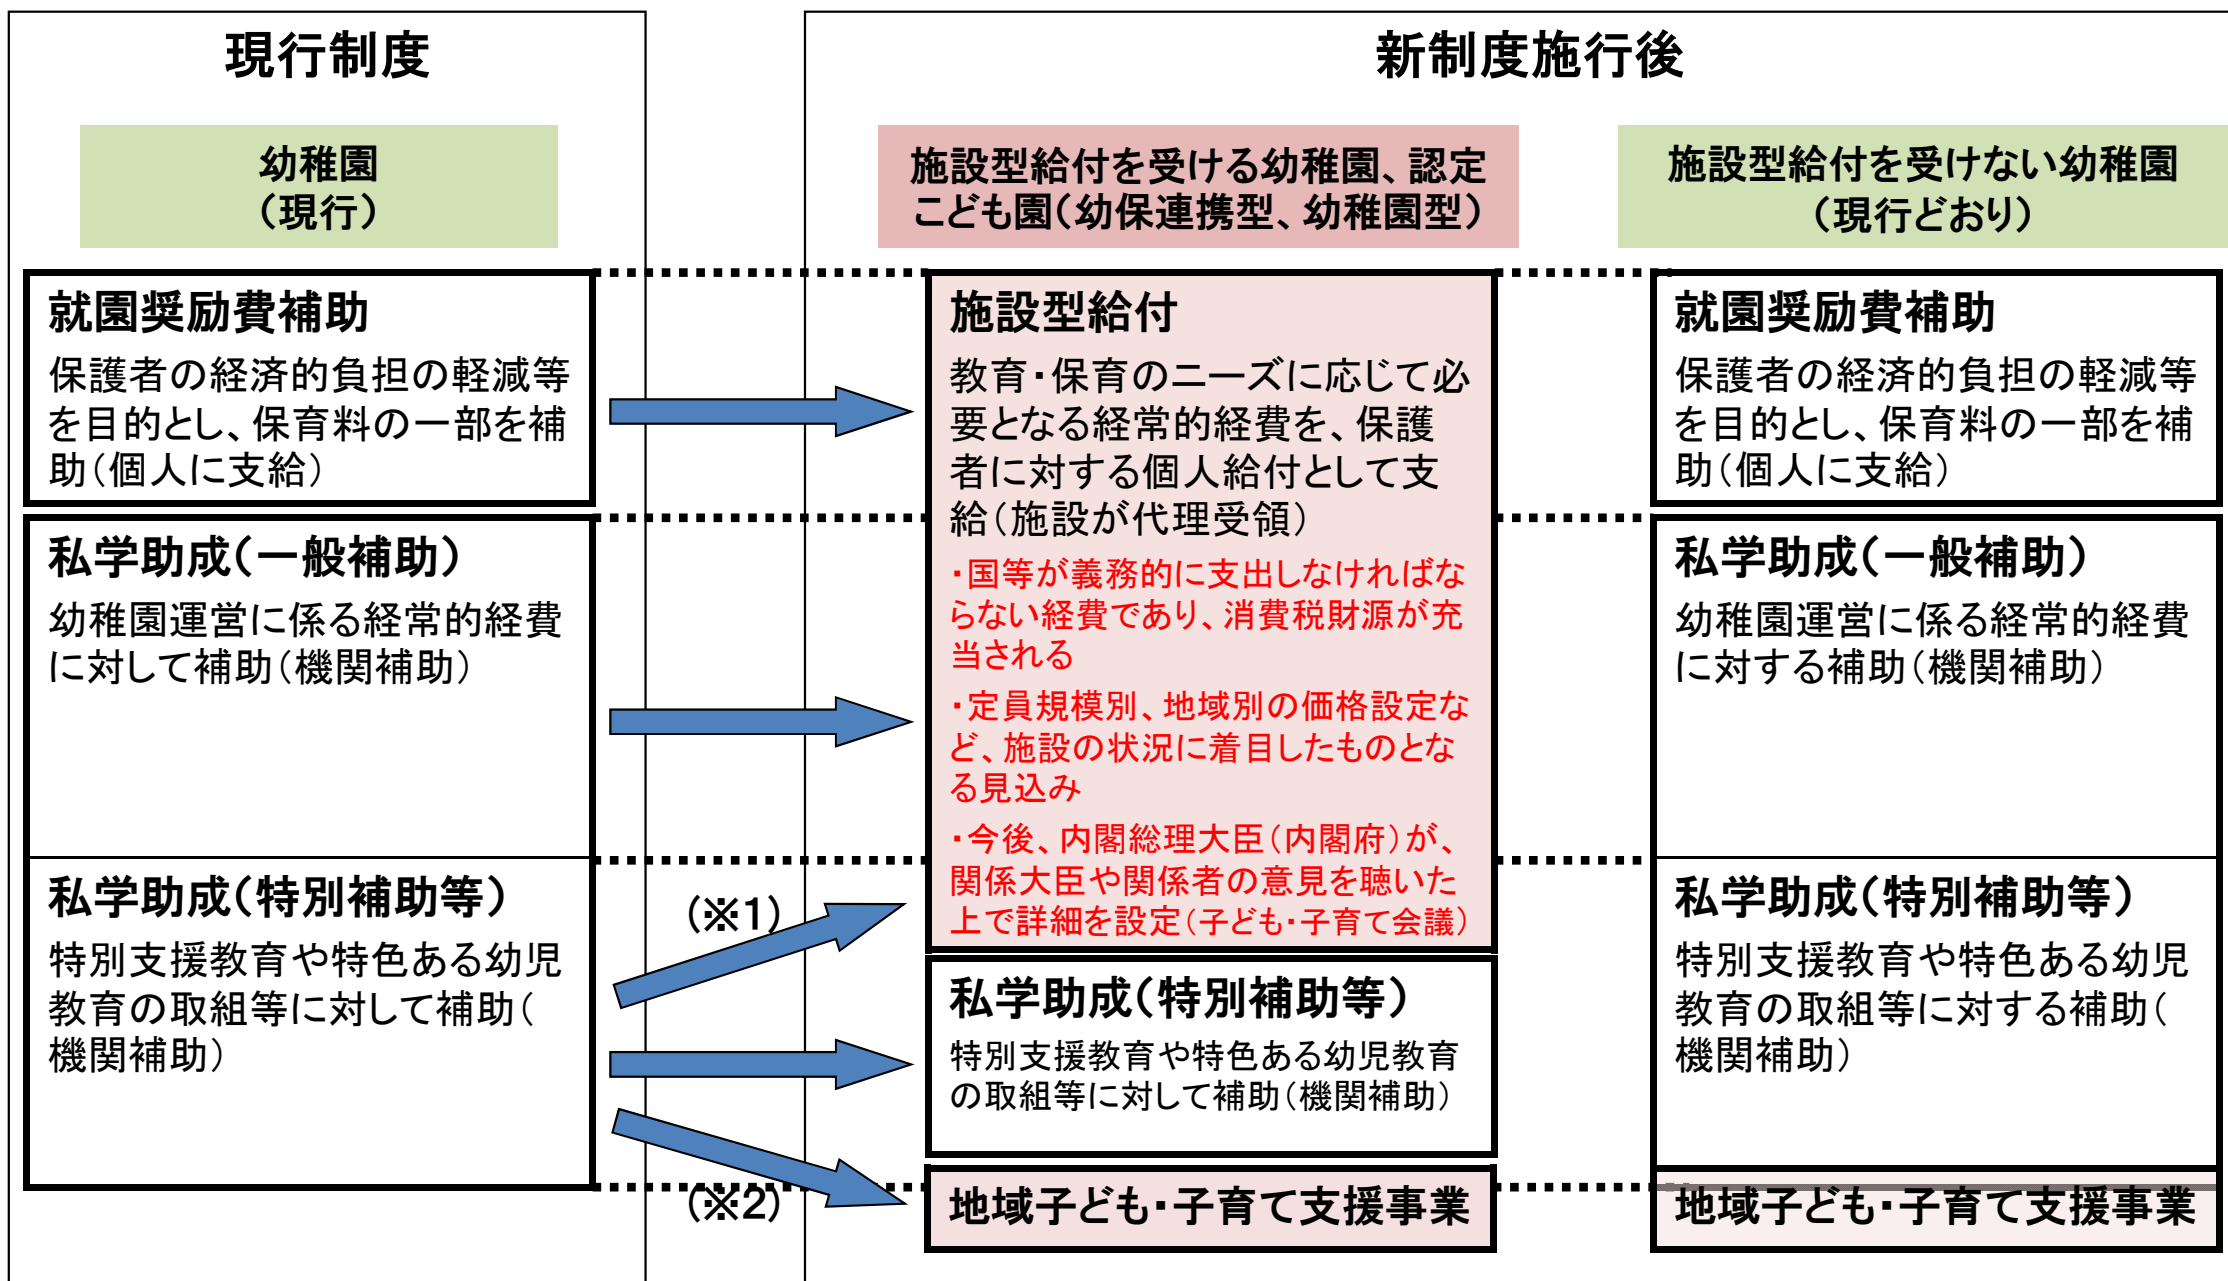 現行制度
幼稚園
（現行）
就園奨励費補助
保護者の経済的負担の軽減等
を目的とし、保育料の一部を補
助（個人に支給）
私学助成（一般補助）
幼稚園運営に係る経常的経費
に対して補助（機関補助）
私学助成（特別補助等）
特別支援教育や特色ある幼児
教育の取組等に対して補助（
機関補助）
(※1)
(※2)
新制度施行後
施設型給付を受ける幼稚園、認定
こども園（幼保連携型、幼稚園型）
施設型給付
教育・保育のニーズに応じて必
要となる経常的経費を、保護
者に対する個人給付として支
給（施設が代理受領）
・国等が義務的に支出しなければな
らない経費であり、消費税財源が充
当される
・定員規模別、地域別の価格設定な
ど、施設の状況に着目したものとな
る見込み
・今後、内閣総理大臣（内閣府）が、
関係大臣や関係者の意見を聴いた
上で詳細を設定（子ども・子育て会議）
私学助成（特別補助等）
特別支援教育や特色ある幼児教育
の取組等に対して補助（機関補助）
地域子ども・子育て支援事業
施設型給付を受けない幼稚園
（現行どおり）
就園奨励費補助
保護者の経済的負担の軽減等
を目的とし、保育料の一部を補
助（個人に支給）
私学助成（一般補助）
幼稚園運営に係る経常的経費
に対する補助（機関補助）
私学助成（特別補助等）
特別支援教育や特色ある幼児
教育の取組等に対する補助（
機関補助）
地域子ども・子育て支援事業